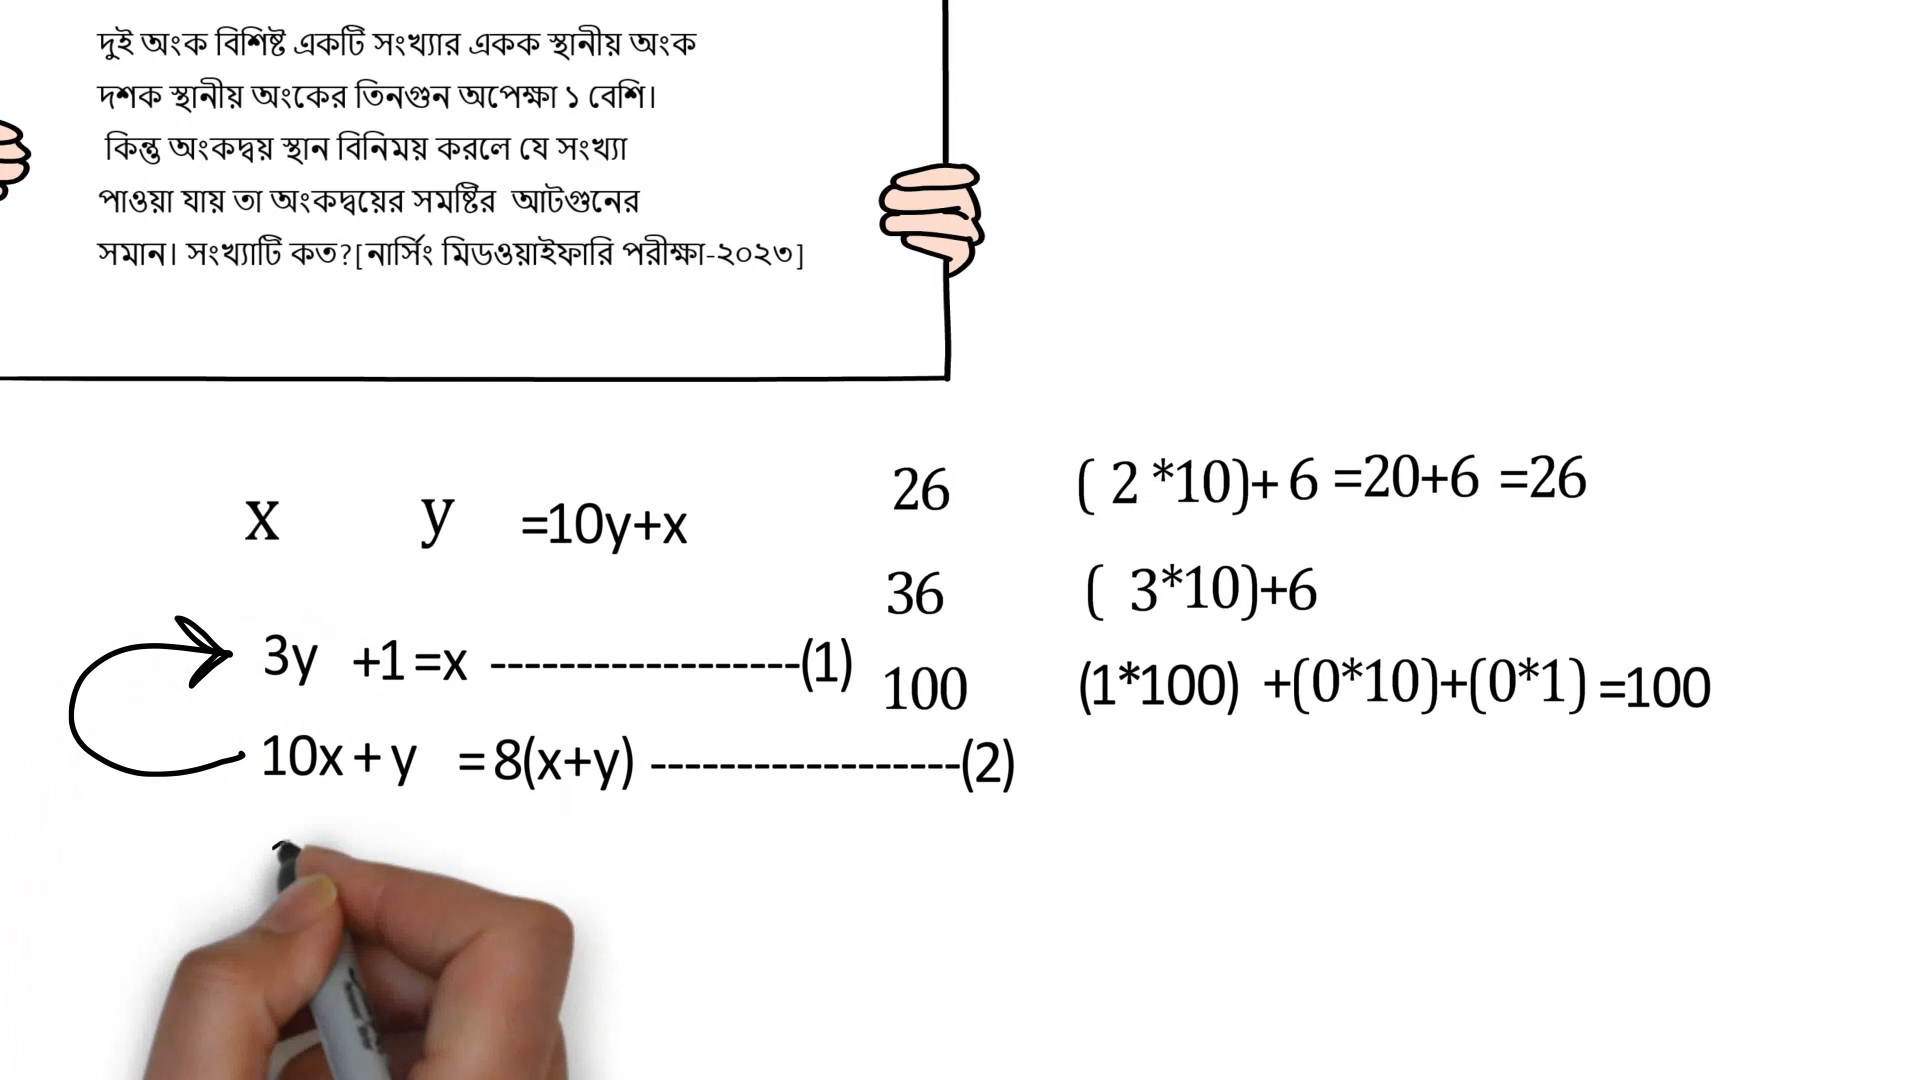 দুই অংক বিশিষ্ট একটি সংখ্যার একক স্থানীয় অংক
দশক স্থানীয় অংকের তিনগুন অপেক্ষা ১ বেশি।
কিন্তু অংকদ্বয় স্থান বিনিময় করলে যে সংখ্যা
পাওয়া যায় তা অংকদ্বয়ের সমষ্টির আটগুনের
সমান। সংখ্যাটি কত?[নার্সিং মিডওয়াইফারি পরীক্ষা-২০২৩]
x y =10y+x
3y +1=x ------------------(1)
10x+y =8(x+y) ------------------(2)
26 ( 2 *10)+ 6 =20+6 =26
36 ( 3*10)+6
100 (1*100) +(0*10)+(0*1) =100